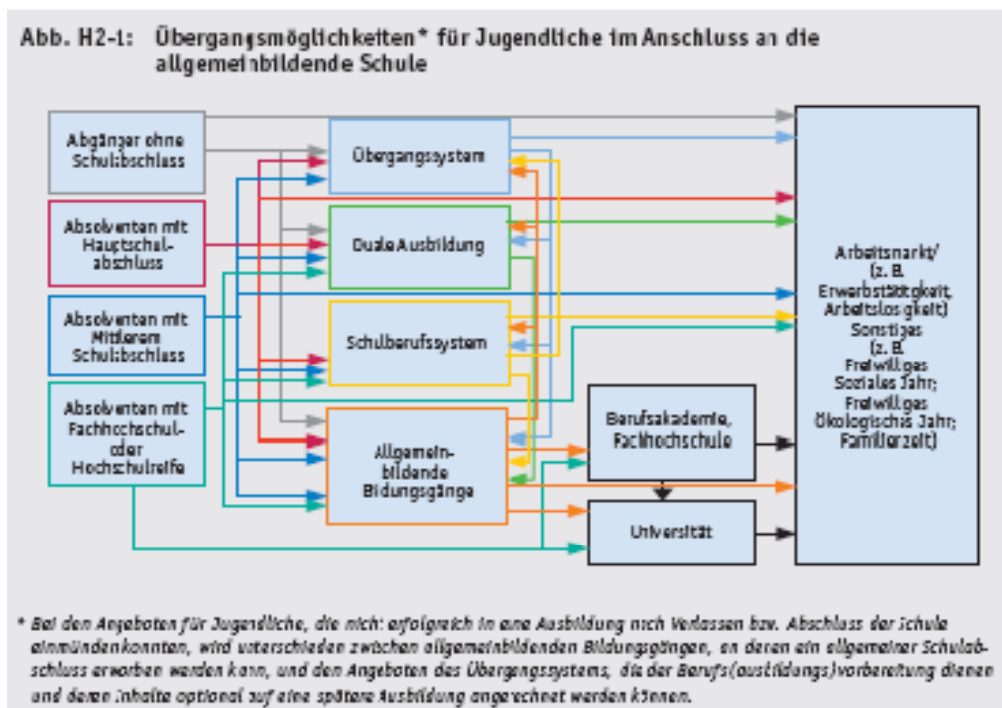 Abb. H2-1: Übergangsmöglichkeiten* für Jugendliche im Anschluss an die
allgemeinbildende Schule
Abgänger ohne
Schulabschluss
Absolventen mit
Hauptschul-
abschluss
Absolventen mit
Mittlerem
Schulabschluss
Absolventen mit
Fachhochschul-
oder
Hochschulreife
Übergangssystem
Duale Ausbildung
Schulberufssystem
Allgemein-
bildende
Bildungsgänge
Berufsakademie,
Fachhochschule
Universität
Arbeitsmarkt/
(z. B.
Erwerbstätigkeit,
Arbeitslosigkeit)
Sonstiges
(z. B.
Freiwilliges
Soziales Jahr;
Freiwilliges
Ökologisches Jahr;
Familienzeit)
* Bei den Angeboten für Jugendliche, die nicht erfolgreich in eine Ausbildung nach Verlassen bzw. Abschluss der Schule
einmünden konnten, wird unterschieden zwischen allgemeinbildenden Bildungsgängen, an deren ein allgemeiner Schulab-
schluss erworben werden kann, und den Angeboten des Übergangssystems, die der Berufs(ausbildungs)vorbereitung dienen
und deren Inhalte optional auf eine spätere Ausbildung angerechnet werden können.